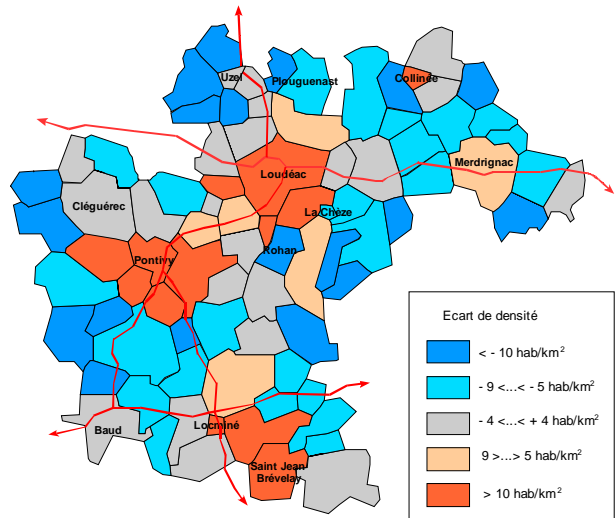 Uzel
Plouguenast
Collinée
Merdrignac
Loudéac
La Chèze
Cléguérec
Rohan
Pontivy
Baud
Locminé
Saint Jean
Brévelay
Ecart de densité
< - 10 hab/km²
- 9 <...< - 5 hab/km²
- 4 <...< + 4 hab/km²
9 >...> 5 hab/km²
> 10 hab/km²